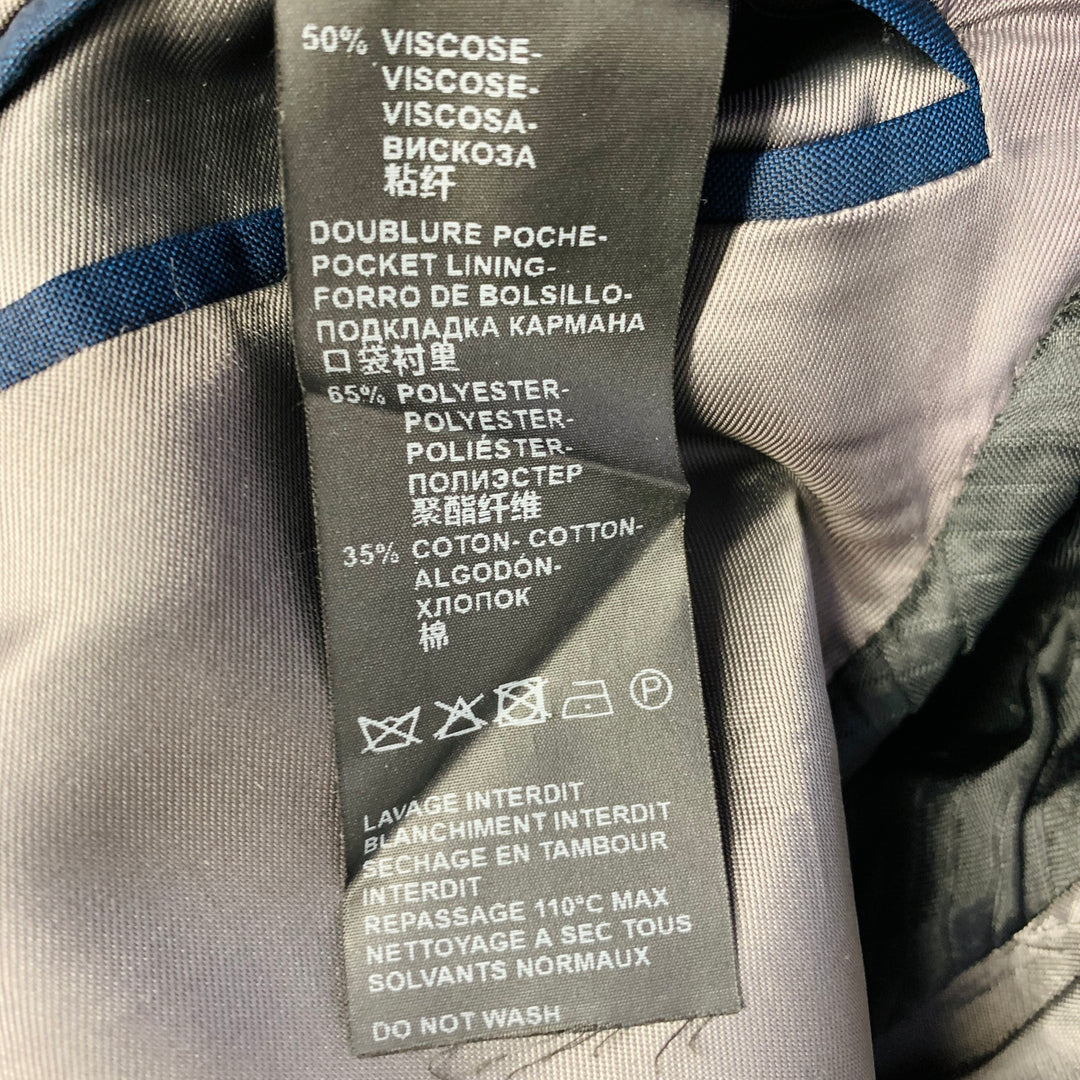 50% VISCOSE-
VISCOSE-
VISCOSA-
ВИСКОЗА
粘纤
DOUBLURE POCHE-
POCKET LINING-
FORRO DE BOLSILLO-
ПОДКЛАДКА КАРМАНА
口袋衬里
65% POLYESTER-
POLYESTER-
POLIÉSTER-
ПОЛИЭСТЕР
聚酯纤维
35% COTON- COTTON-
ALGODÓN-
ХЛОПОК
棉
P
LAVAGE INTERDIT
BLANCHIMENT INTERDIT
SECHAGE EN TAMBOUR
INTERDIT
REPASSAGE 110°C MAX
NETTOYAGE A SEC TOUS
SOLVANTS NORMAUX
DO NOT WASH